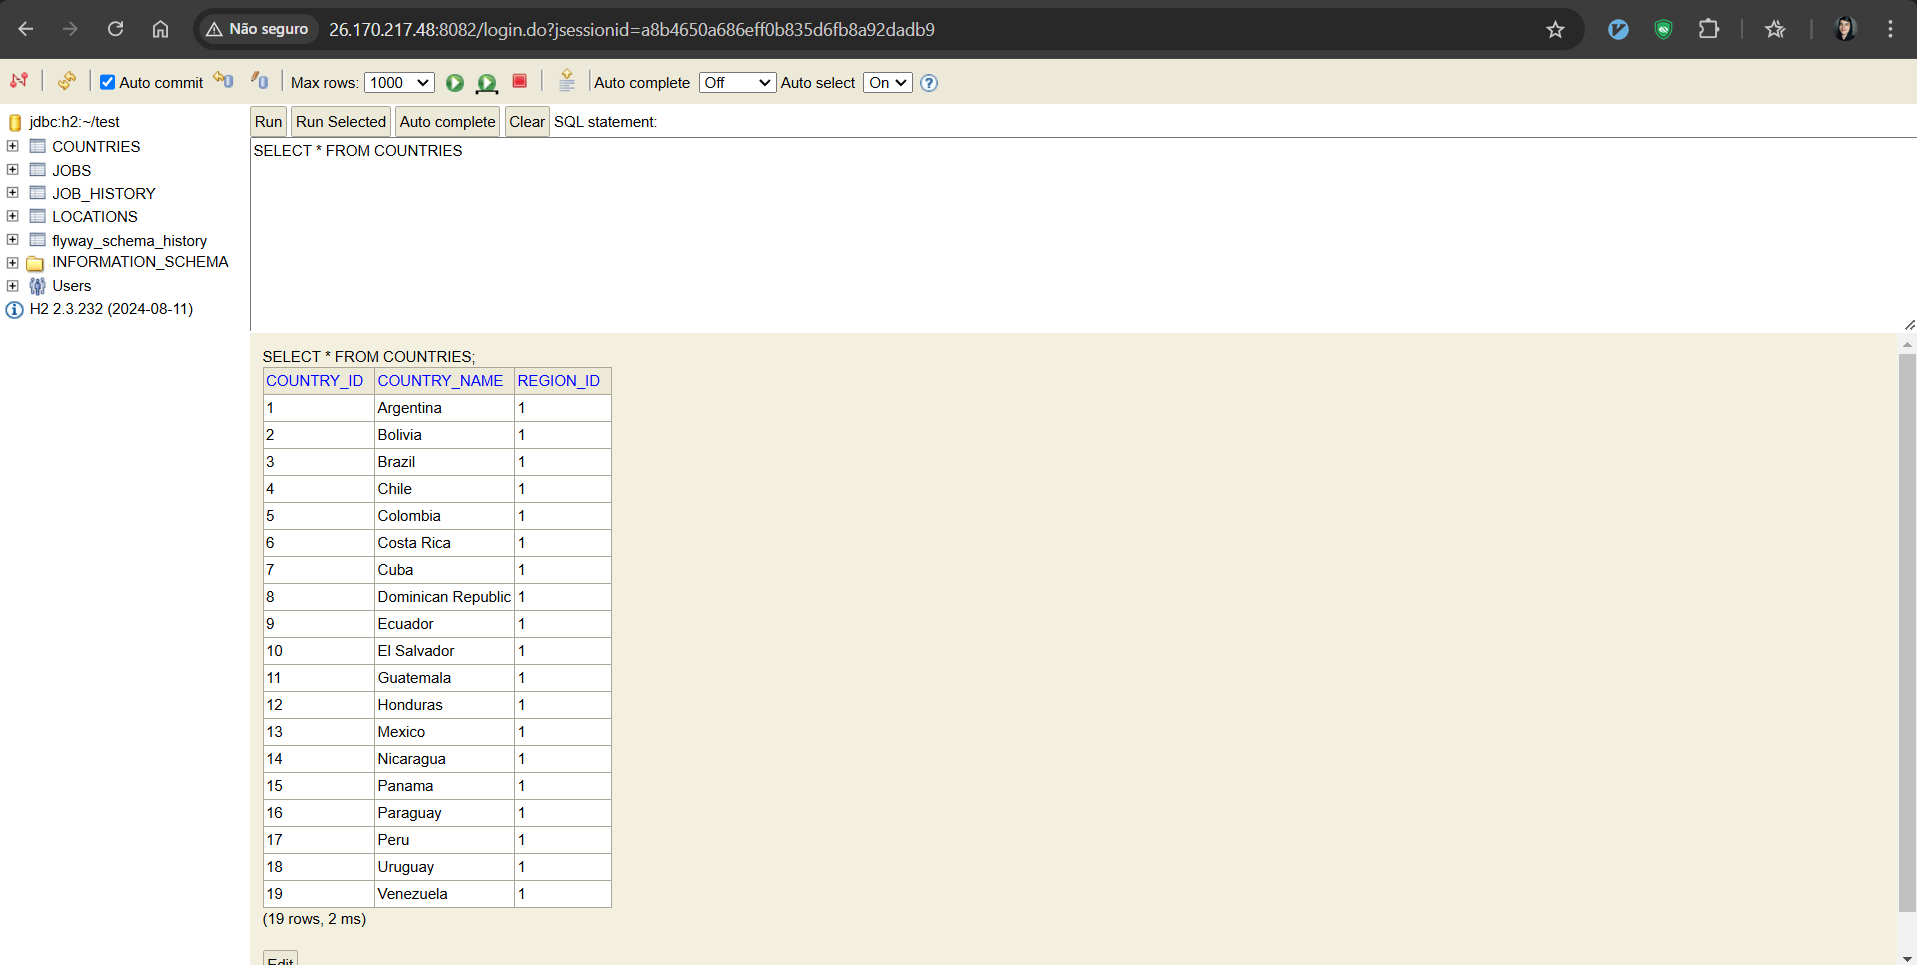 Não seguro 26.170.217.48:8082/login.do?jsessionid=a8b4650a686eff0b835d6fb8a92dadb9
Auto commit Max rows: 1000 Auto complete Off Auto select On
jdbc:h2:~/test
COUNTRIES
JOBS
JOB_HISTORY
LOCATIONS
flyway_schema_history
INFORMATION_SCHEMA
Users
H2 2.3.232 (2024-08-11)
Run Run Selected Auto complete Clear SQL statement:
SELECT * FROM COUNTRIES
SELECT * FROM COUNTRIES;
COUNTRY_ID COUNTRY_NAME REGION_ID
1 Argentina 1
2 Bolivia 1
3 Brazil 1
4 Chile 1
5 Colombia 1
6 Costa Rica 1
7 Cuba 1
8 Dominican Republic 1
9 Ecuador 1
10 El Salvador 1
11 Guatemala 1
12 Honduras 1
13 Mexico 1
14 Nicaragua 1
15 Panama 1
16 Paraguay 1
17 Peru 1
18 Uruguay 1
19 Venezuela 1
(19 rows, 2 ms)
Edit